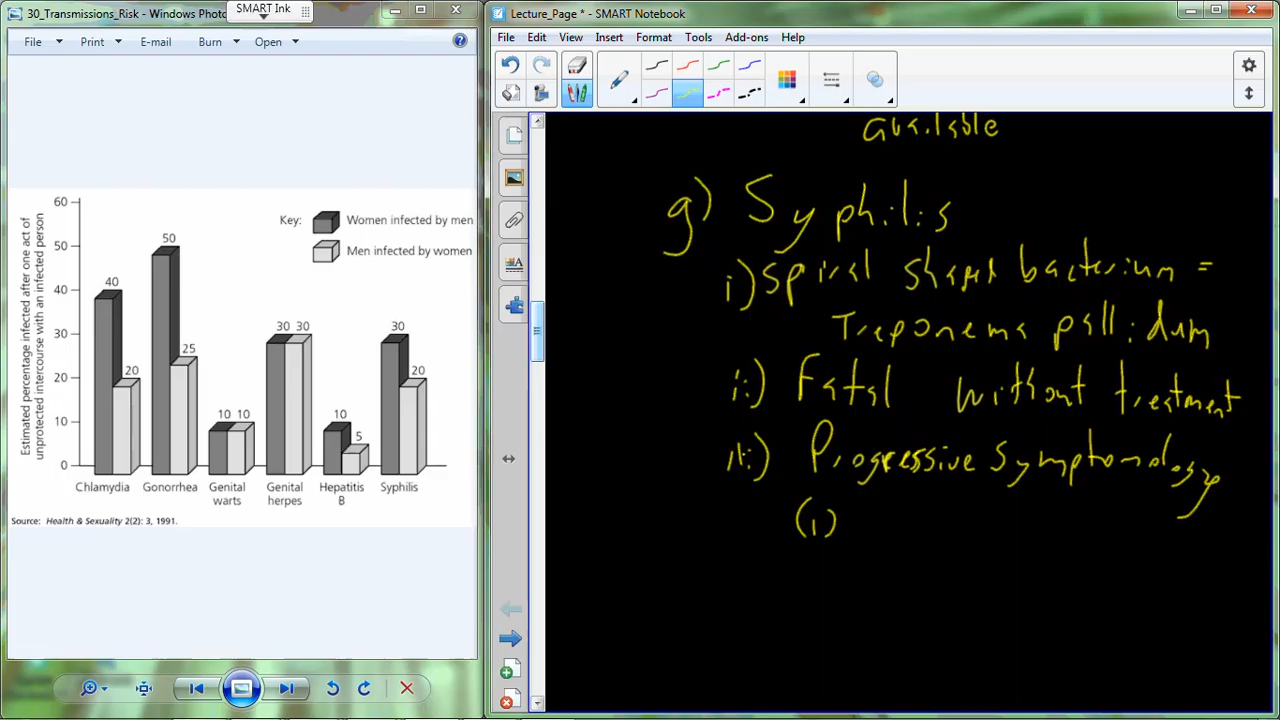 30_Transmissions_Risk - Windows Photo
SMART Ink
File Print E-mail Burn Open
60
50
40
30
20
10
0
Estimated percentage infected after one act of
unprotected intercourse with an infected person
Key:
Women infected by men
Men infected by women
40
20
50
25
10 10
30 30
10
5
30
20
Chlamydia Gonorrhea Genital warts Genital herpes Hepatitis B Syphilis
Source: Health & Sexuality 2(2): 3, 1991.
Lecture_Page * - SMART Notebook
File Edit View Insert Format Tools Add-ons Help
available
g) Syphilis
i) Spiral shape bacterium =
Treponema pallidum
ii) Fatal without treatment
iii) Progressive Symptomology
(1)